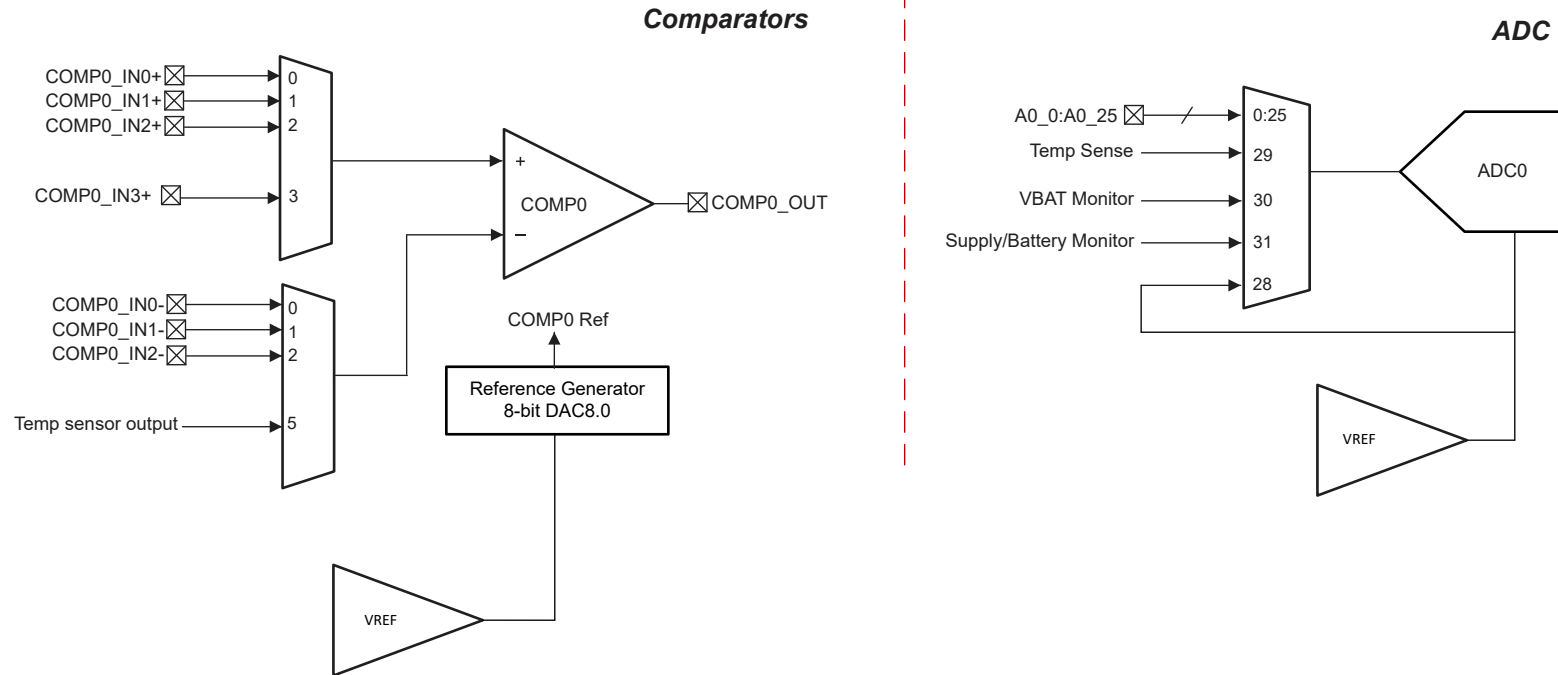 Comparators
COMP0_IN0+
COMP0_IN1+
COMP0_IN2+
COMP0_IN3+
0
1
2
3
+
COMP0
−
COMP0_OUT
COMP0_IN0-
COMP0_IN1-
COMP0_IN2-
Temp sensor output
0
1
2
5
COMP0 Ref
Reference Generator
8-bit DAC8.0
VREF
ADC
A0_0:A0_25
Temp Sense
VBAT Monitor
Supply/Battery Monitor
0:25
29
30
31
28
ADC0
VREF